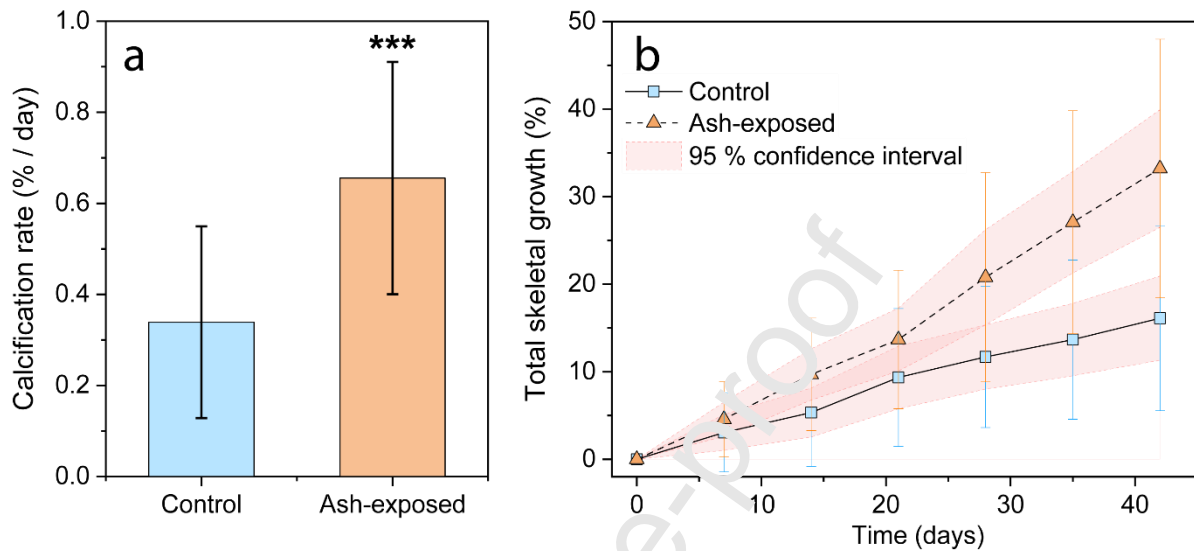 a
***
Calcification rate (% / day)
1.0
0.8
0.6
0.4
0.2
0.0
Control
Ash-exposed
b
Control
Ash-exposed
95 % confidence interval
Total skeletal growth (%)
50
40
30
20
10
0
0
10
20
30
40
Time (days)
e-proof